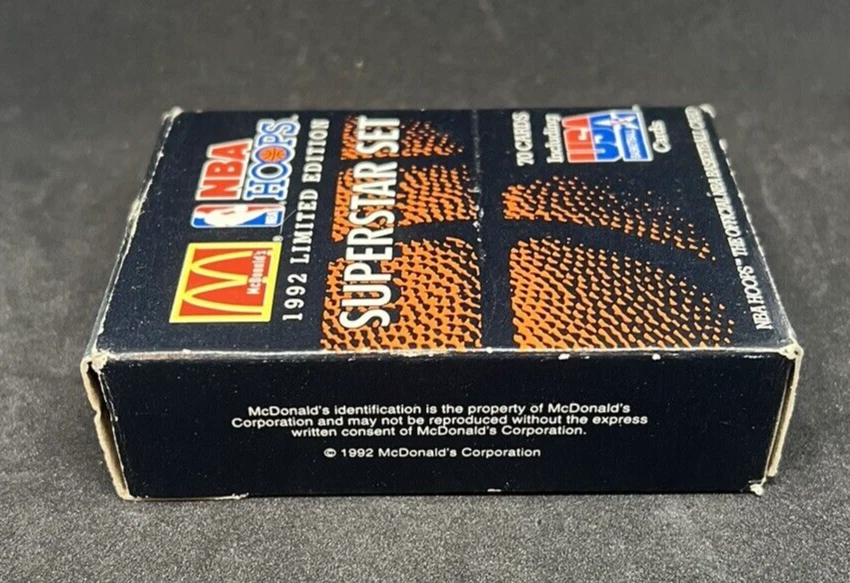 McDonald's
NBA
HOOPS
1992 LIMITED EDITION
SUPERSTAR SET
70 CARDS
Including
USA
BASKETBALL
Cards
NBA HOOPS™ THE OFFICIAL NBA BASKETBALL CARD
McDonald's identification is the property of McDonald's
Corporation and may not be reproduced without the express
written consent of McDonald's Corporation.
© 1992 McDonald's Corporation